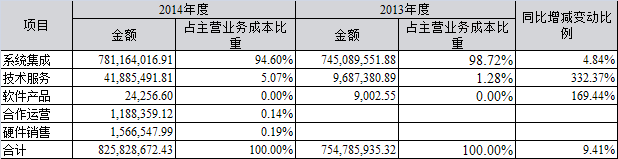 项目 2014年度 2013年度 同比增减变动比例
金额 占主营业务成本比重 金额 占主营业务成本比重
系统集成 781,164,016.91 94.60% 745,089,551.88 98.72% 4.84%
技术服务 41,885,491.81 5.07% 9,687,380.89 1.28% 332.37%
软件产品 24,256.60 0.00% 9,002.55 0.00% 169.44%
合作运营 1,188,359.12 0.14%
硬件销售 1,566,547.99 0.19%
合计 825,828,672.43 100.00% 754,785,935.32 100.00% 9.41%